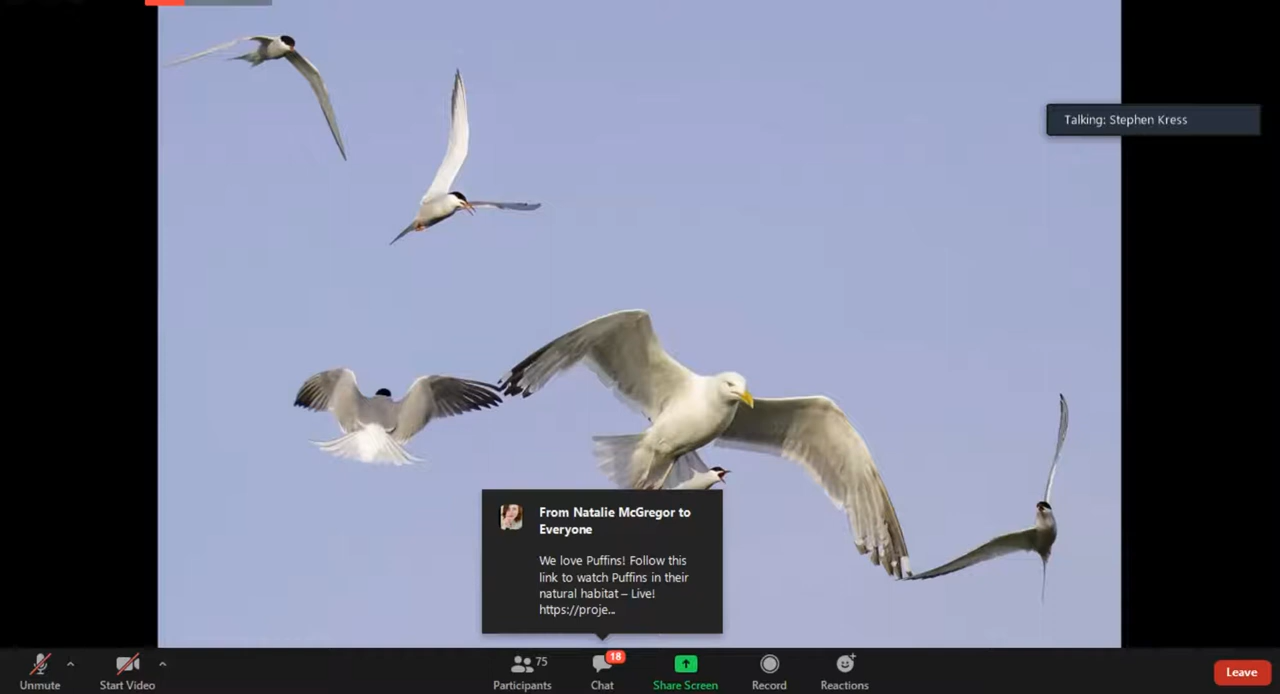 Talking: Stephen Kress
From Natalie McGregor to
Everyone
We love Puffins! Follow this
link to watch Puffins in their
natural habitat – Live!
https://proje...
75
18
Unmute
Start Video
Participants
Chat
Share Screen
Record
Reactions
Leave